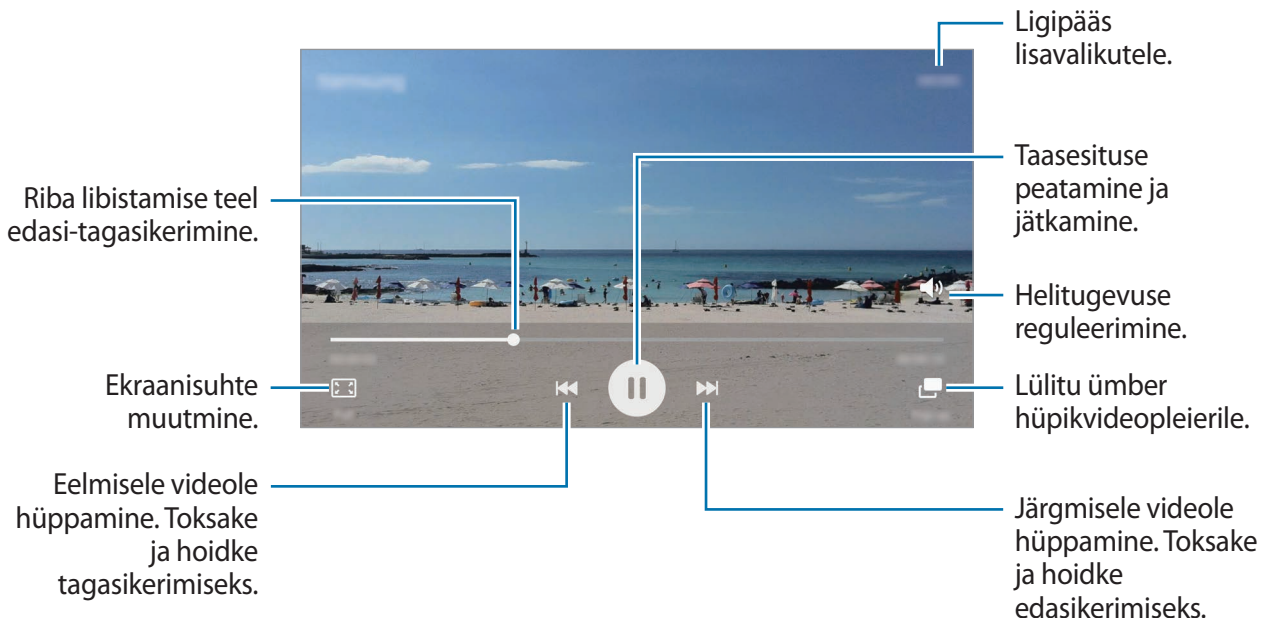 Ligipääs
lisavalikutele.
Taasesituse
peatamine ja
jätkamine.
Riba libistamise teel
edasi-tagasikerimine.
Helitugevuse
reguleerimine.
Ekraanisuhte
muutmine.
Lülitu ümber
hüpikvideopleierile.
Eelmisele videole
hüppamine. Toksake
ja hoidke
tagasikerimiseks.
Järgmisele videole
hüppamine. Toksake
ja hoidke
edasikerimiseks.